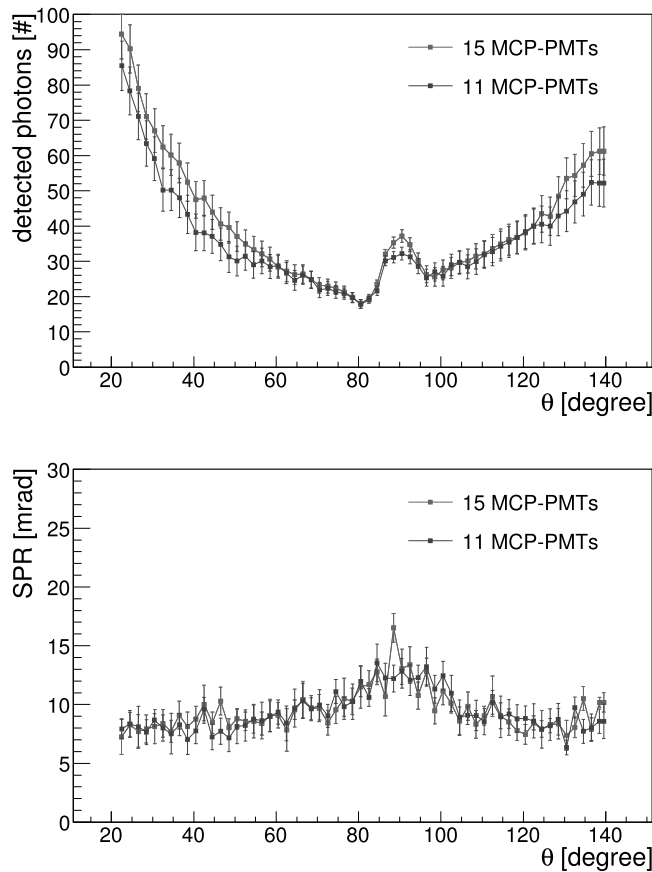 detected photons [#]
100
90
80
70
60
50
40
30
20
10
0
15 MCP-PMTs
11 MCP-PMTs
20 40 60 80 100 120 140
θ [degree]
SPR [mrad]
30
25
20
15
10
5
0
15 MCP-PMTs
11 MCP-PMTs
20 40 60 80 100 120 140
θ [degree]